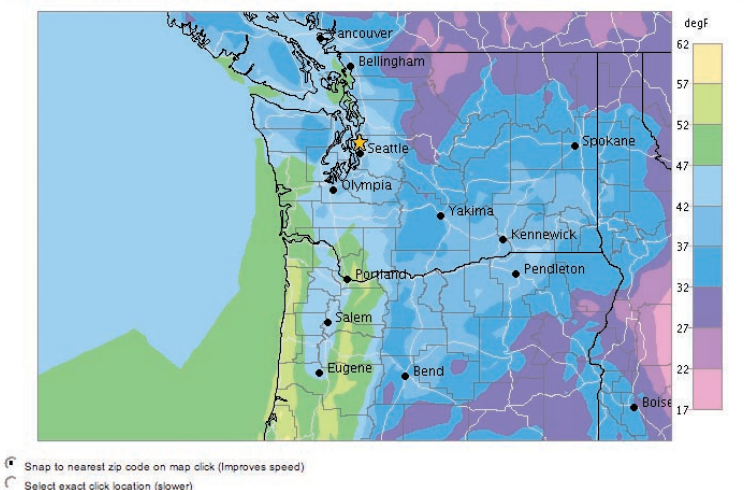 degF
Vancouver
62
Bellingham
57
52
Seattle
Spokane
47
Olympia
42
Yakima
Kennewick
37
Portland
Pendleton
32
Salem
27
Eugene
Bend
22
Boise
17
Snap to nearest zip code on map click (Improves speed)
Select exact click location (slower)